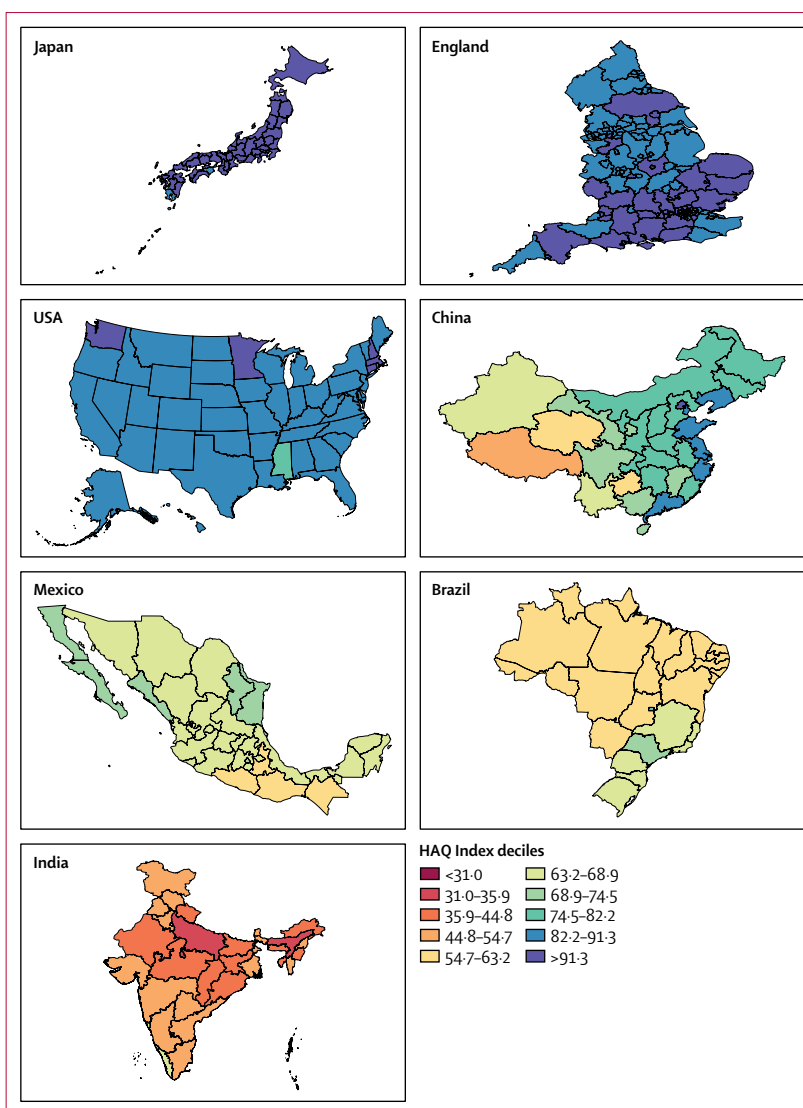 Japan
England
USA
China
Mexico
Brazil
India
HAQ Index deciles
<31·0
31·0–35·9
35·9–44·8
44·8–54·7
54·7–63·2
63·2–68·9
68·9–74·5
74·5–82·2
82·2–91·3
>91·3